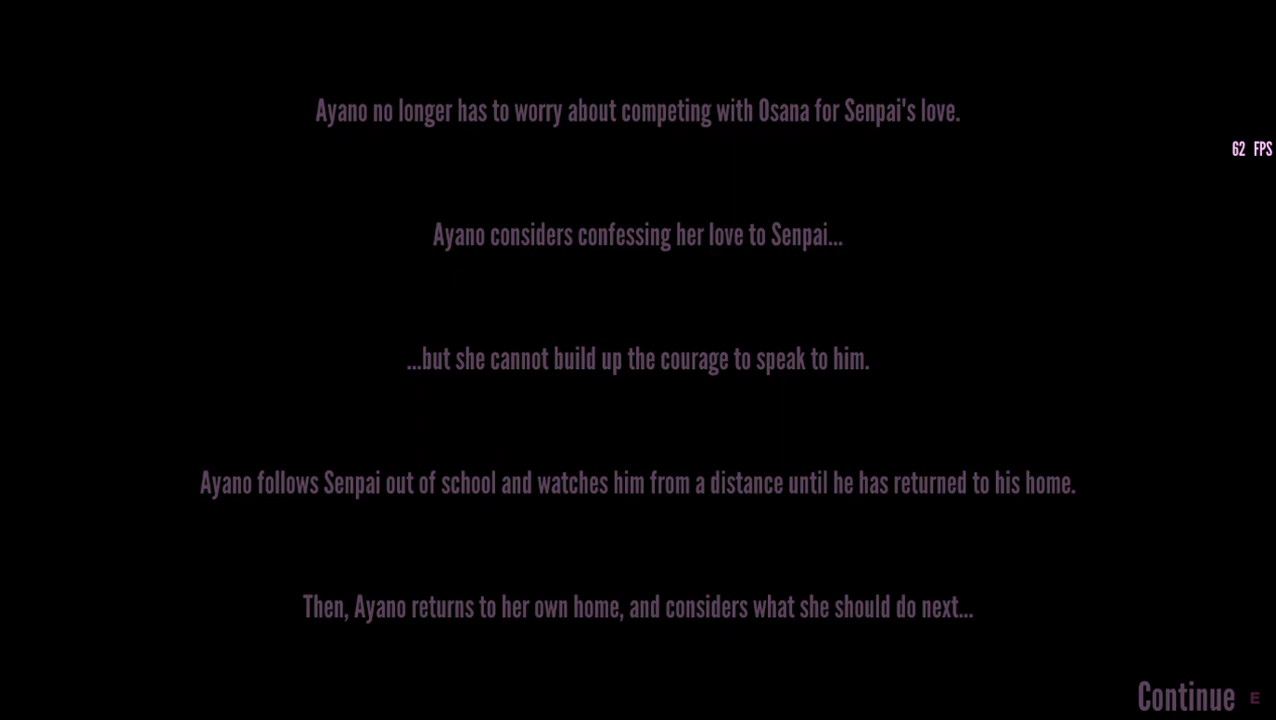 Ayano no longer has to worry about competing with Osana for Senpai's love.
62 FPS
Ayano considers confessing her love to Senpai...
...but she cannot build up the courage to speak to him.
Ayano follows Senpai out of school and watches him from a distance until he has returned to his home.
Then, Ayano returns to her own home, and considers what she should do next...
Continue E